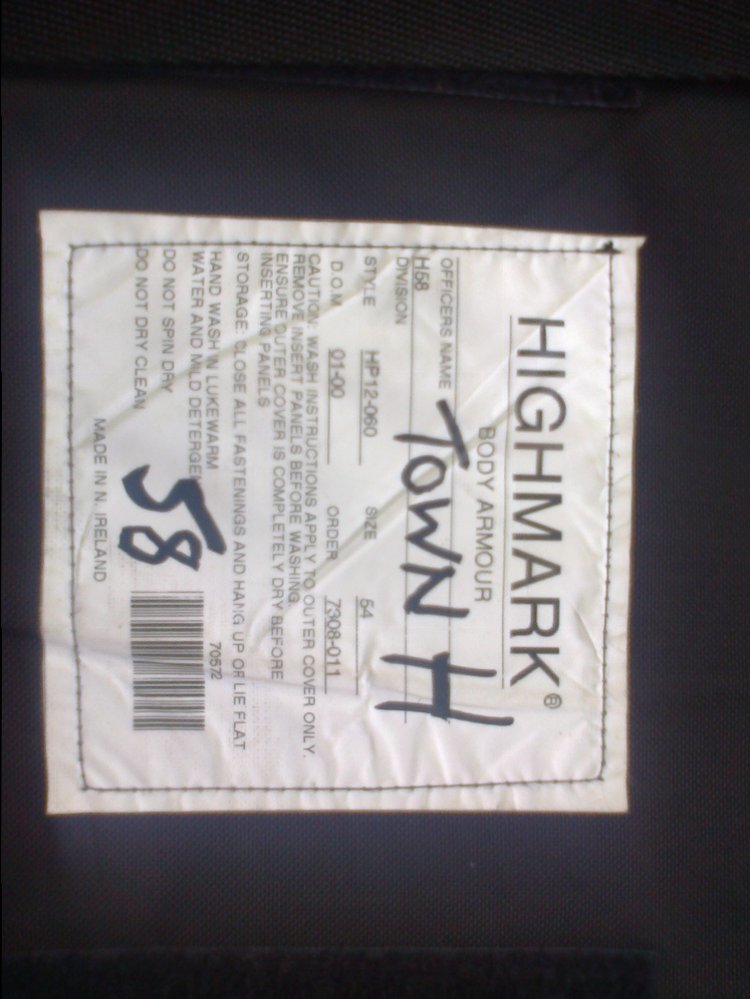 HIGHMARK®
BODY ARMOUR
OFFICERS NAME
TOWN H
H58
DIVISION
STYLE HP12-060 SIZE 54
D.O.M. 01-00 ORDER 7308-011
CAUTION: WASH INSTRUCTIONS APPLY TO OUTER COVER ONLY.
REMOVE INSERT PANELS BEFORE WASHING.
ENSURE OUTER COVER IS COMPLETELY DRY BEFORE
INSERTING PANELS
STORAGE: CLOSE ALL FASTENINGS AND HANG UP OR LIE FLAT
HAND WASH IN LUKEWARM
WATER AND MILD DETERGE
70572
58
DO NOT SPIN DRY
DO NOT DRY CLEAN
MADE IN N. IRELAND